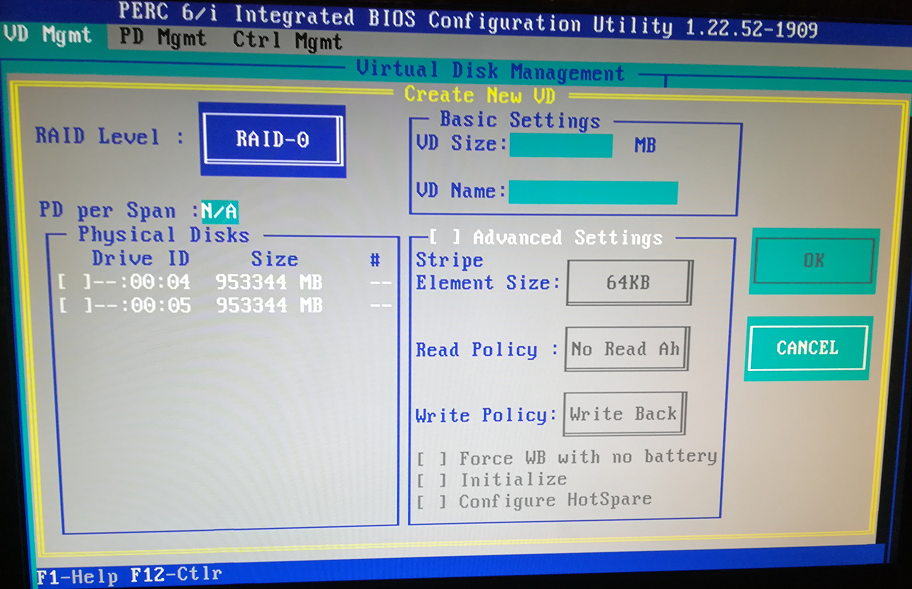 PERC 6/i Integrated BIOS Configuration Utility 1.22.52-1909
VD Mgmt PD Mgmt Ctrl Mgmt
Virtual Disk Management
Create New VD
RAID Level : RAID-0
PD per Span :N/A
Physical Disks
Drive ID Size #
[ ]--:00:04 953344 MB --
[ ]--:00:05 953344 MB --
Basic Settings
VD Size: MB
VD Name:
[ ] Advanced Settings
Stripe
Element Size: 64KB
Read Policy : No Read Ah
Write Policy: Write Back
[ ] Force WB with no battery
[ ] Initialize
[ ] Configure HotSpare
OK
CANCEL
F1-Help F12-Ctlr